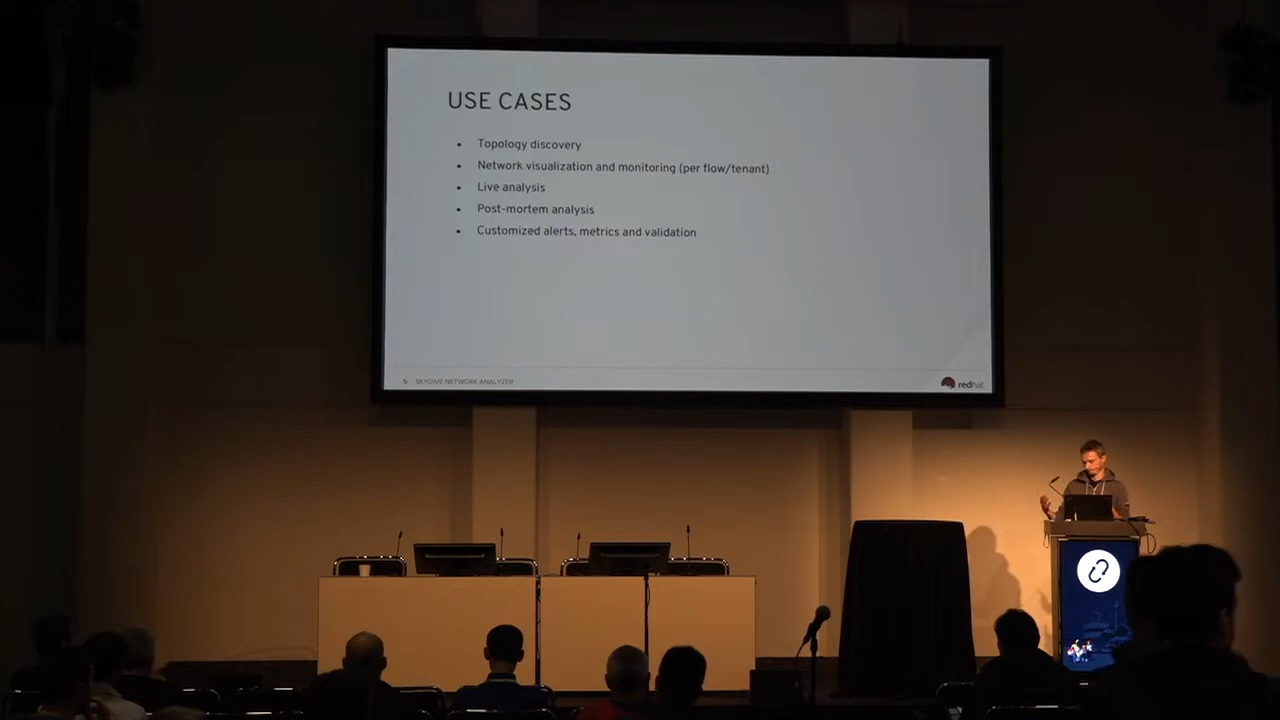 USE CASES
• Topology discovery
• Network visualization and monitoring (per flow/tenant)
• Live analysis
• Post-mortem analysis
• Customized alerts, metrics and validation
5 SKYDIVE NETWORK ANALYZER
redhat